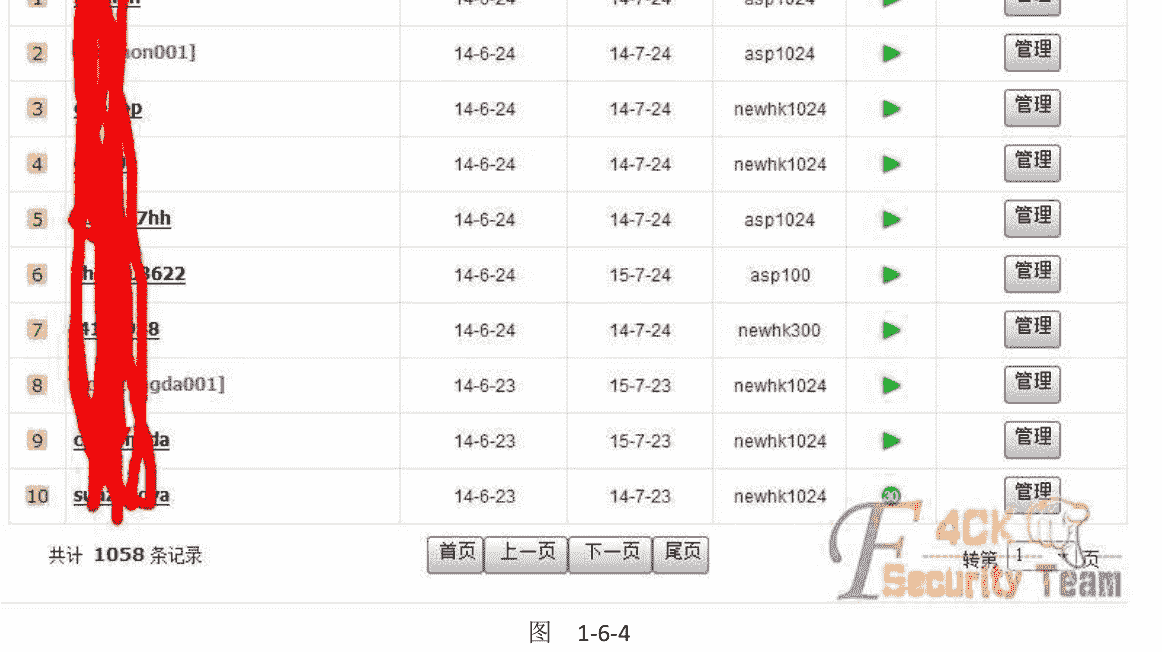 1 14-6-24 14-7-24 asp1024 管理
2 non001] 14-6-24 14-7-24 asp1024 管理
3 14-6-24 14-7-24 newhk1024 管理
4 14-6-24 14-7-24 newhk1024 管理
5 7hh 14-6-24 14-7-24 asp1024 管理
6 3622 14-6-24 15-7-24 asp100 管理
7 14-6-24 14-7-24 newhk300 管理
8 gda001] 14-6-23 15-7-23 newhk1024 管理
9 14-6-23 15-7-23 newhk1024 管理
10 14-6-23 14-7-23 newhk1024 30 管理
共计 1058 条记录 首页 上一页 下一页 尾页 转第 1 页
F4CK
Security Team
图 1-6-4